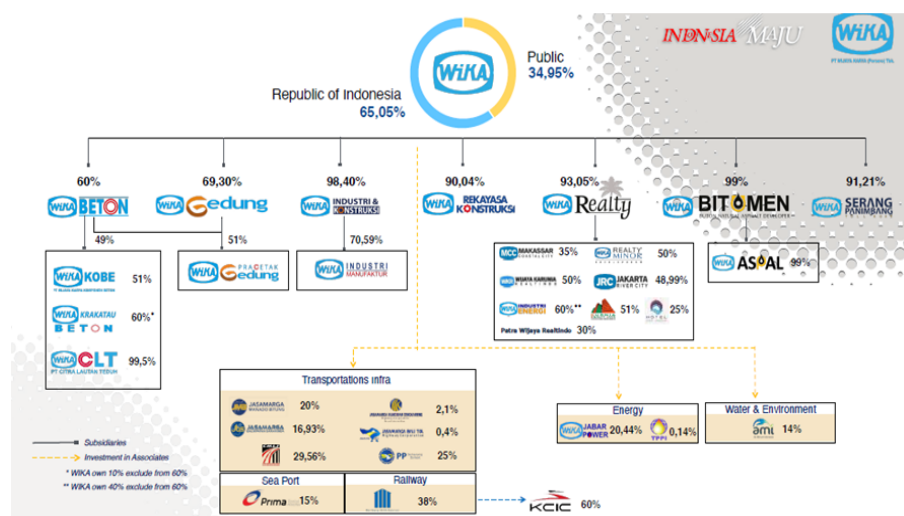 INDONESIA MAJU
WIKA
PT WIJAYA KARYA (Persero) Tbk.
WIKA
Public
34,95%
Republic of Indonesia
65,05%
60%
69,30%
98,40%
90,04%
93,05%
99%
91,21%
WIKA BETON
WIKA Gedung
WIKA INDUSTRI & KONSTRUKSI
WIKA REKAYASA KONSTRUKSI
WIKA Realty
WIKA BITUMEN
WIKA SERANG PANIMBANG
49%
51%
70,59%
WIKA KOBE 51%
WIKA KRAKATAU BETON 60%*
WIKA CLT 99,5%
PT CITRA LAUTAN TEDUH
WIKA PRACETAK Gedung
WIKA INDUSTRI MANUFAKTUR
MCC MAKASSAR 35%
WIKA REALTY MINOR 50%
WIJAYA KARUNIA REALTINDO 50%
JRC JAKARTA RIVER CITY 48,99%
WIKA INDUSTRI ENERGI 60%**
51%
HOTEL 25%
Patra Wijaya Realtindo 30%
WIKA ASPAL 99%
Transportations Infra
JASAMARGA 20%
2,1%
JASAMARGA 16,93%
0,4%
29,56%
PP 25%
Sea Port
Prima 15%
Railway
38%
KCIC 60%
Energy
WIKA JABAR POWER 20,44%
TPPI 0,14%
Water & Environment
14%
Subsidiaries
Investment in Associates
* WIKA own 10% exclude from 60%
** WIKA own 40% exclude from 60%